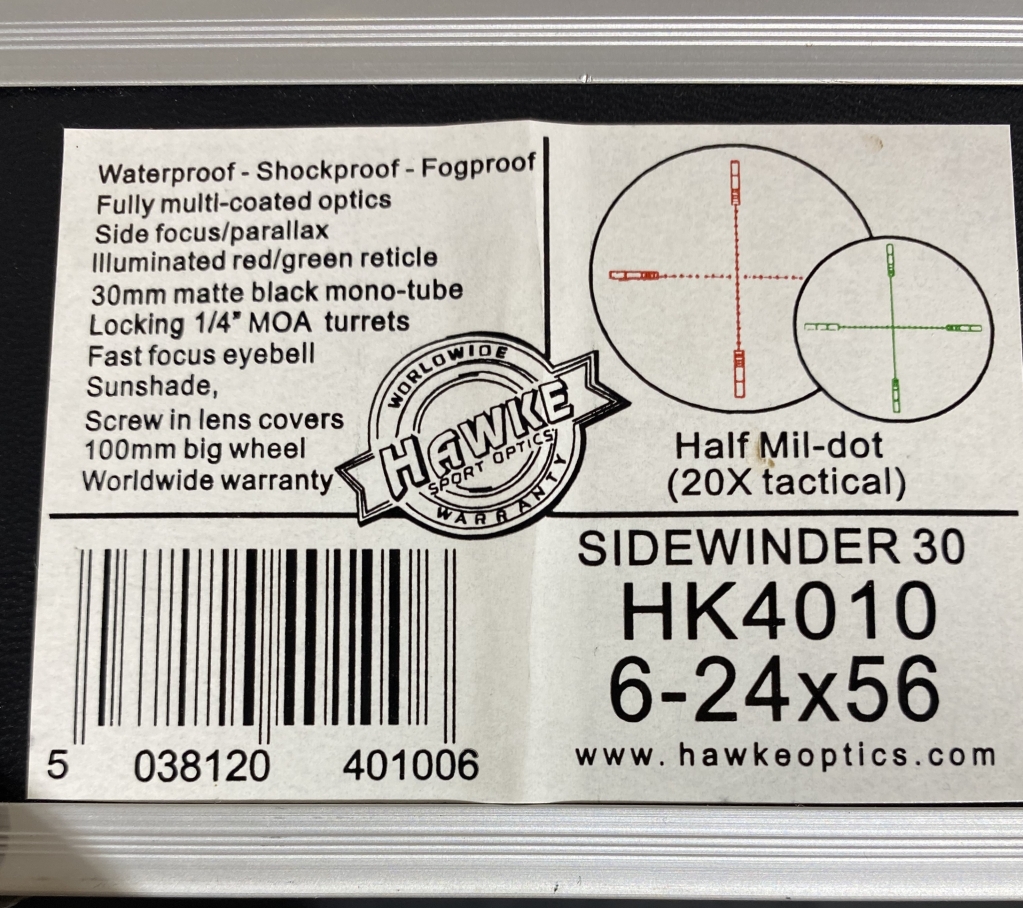 Waterproof - Shockproof - Fogproof
Fully multi-coated optics
Side focus/parallax
Illuminated red/green reticle
30mm matte black mono-tube
Locking 1/4" MOA turrets
Fast focus eyebell
Sunshade,
Screw in lens covers
100mm big wheel
Worldwide warranty
WORLDWIDE
HAWKE
SPORT OPTICS
WARRANTY
Half Mil-dot
(20X tactical)
SIDEWINDER 30
HK4010
6-24x56
www.hawkeoptics.com
5 038120 401006